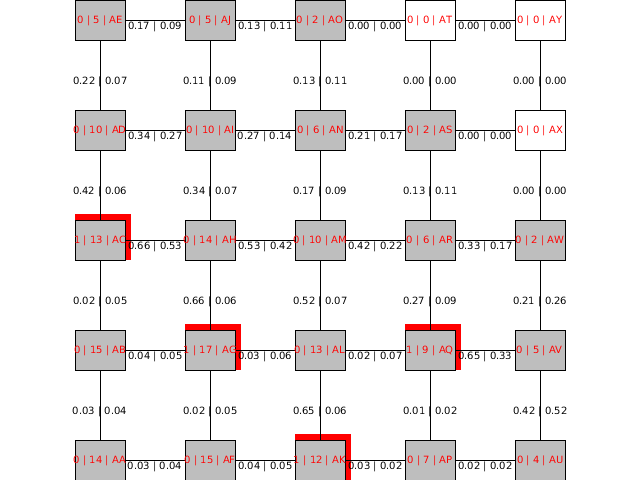 0 | 5 | AE 0.17 | 0.09 0 | 5 | AJ 0.13 | 0.11 0 | 2 | AO 0.00 | 0.00 0 | 0 | AT 0.00 | 0.00 0 | 0 | AY
0.22 | 0.07 0.11 | 0.09 0.13 | 0.11 0.00 | 0.00 0.00 | 0.00
0 | 10 | AD 0.34 | 0.27 0 | 10 | AI 0.27 | 0.14 0 | 6 | AN 0.21 | 0.17 0 | 2 | AS 0.00 | 0.00 0 | 0 | AX
0.42 | 0.06 0.34 | 0.07 0.17 | 0.09 0.13 | 0.11 0.00 | 0.00
1 | 13 | AC 0.66 | 0.53 0 | 14 | AH 0.53 | 0.42 0 | 10 | AM 0.42 | 0.22 0 | 6 | AR 0.33 | 0.17 0 | 2 | AW
0.02 | 0.05 0.66 | 0.06 0.52 | 0.07 0.27 | 0.09 0.21 | 0.26
0 | 15 | AB 0.04 | 0.05 1 | 17 | AG 0.03 | 0.06 0 | 13 | AL 0.02 | 0.07 1 | 9 | AQ 0.65 | 0.33 0 | 5 | AV
0.03 | 0.04 0.02 | 0.05 0.65 | 0.06 0.01 | 0.02 0.42 | 0.52
0 | 14 | AA 0.03 | 0.04 0 | 15 | AF 0.04 | 0.05 1 | 12 | AK 0.03 | 0.02 0 | 7 | AP 0.02 | 0.02 0 | 4 | AU